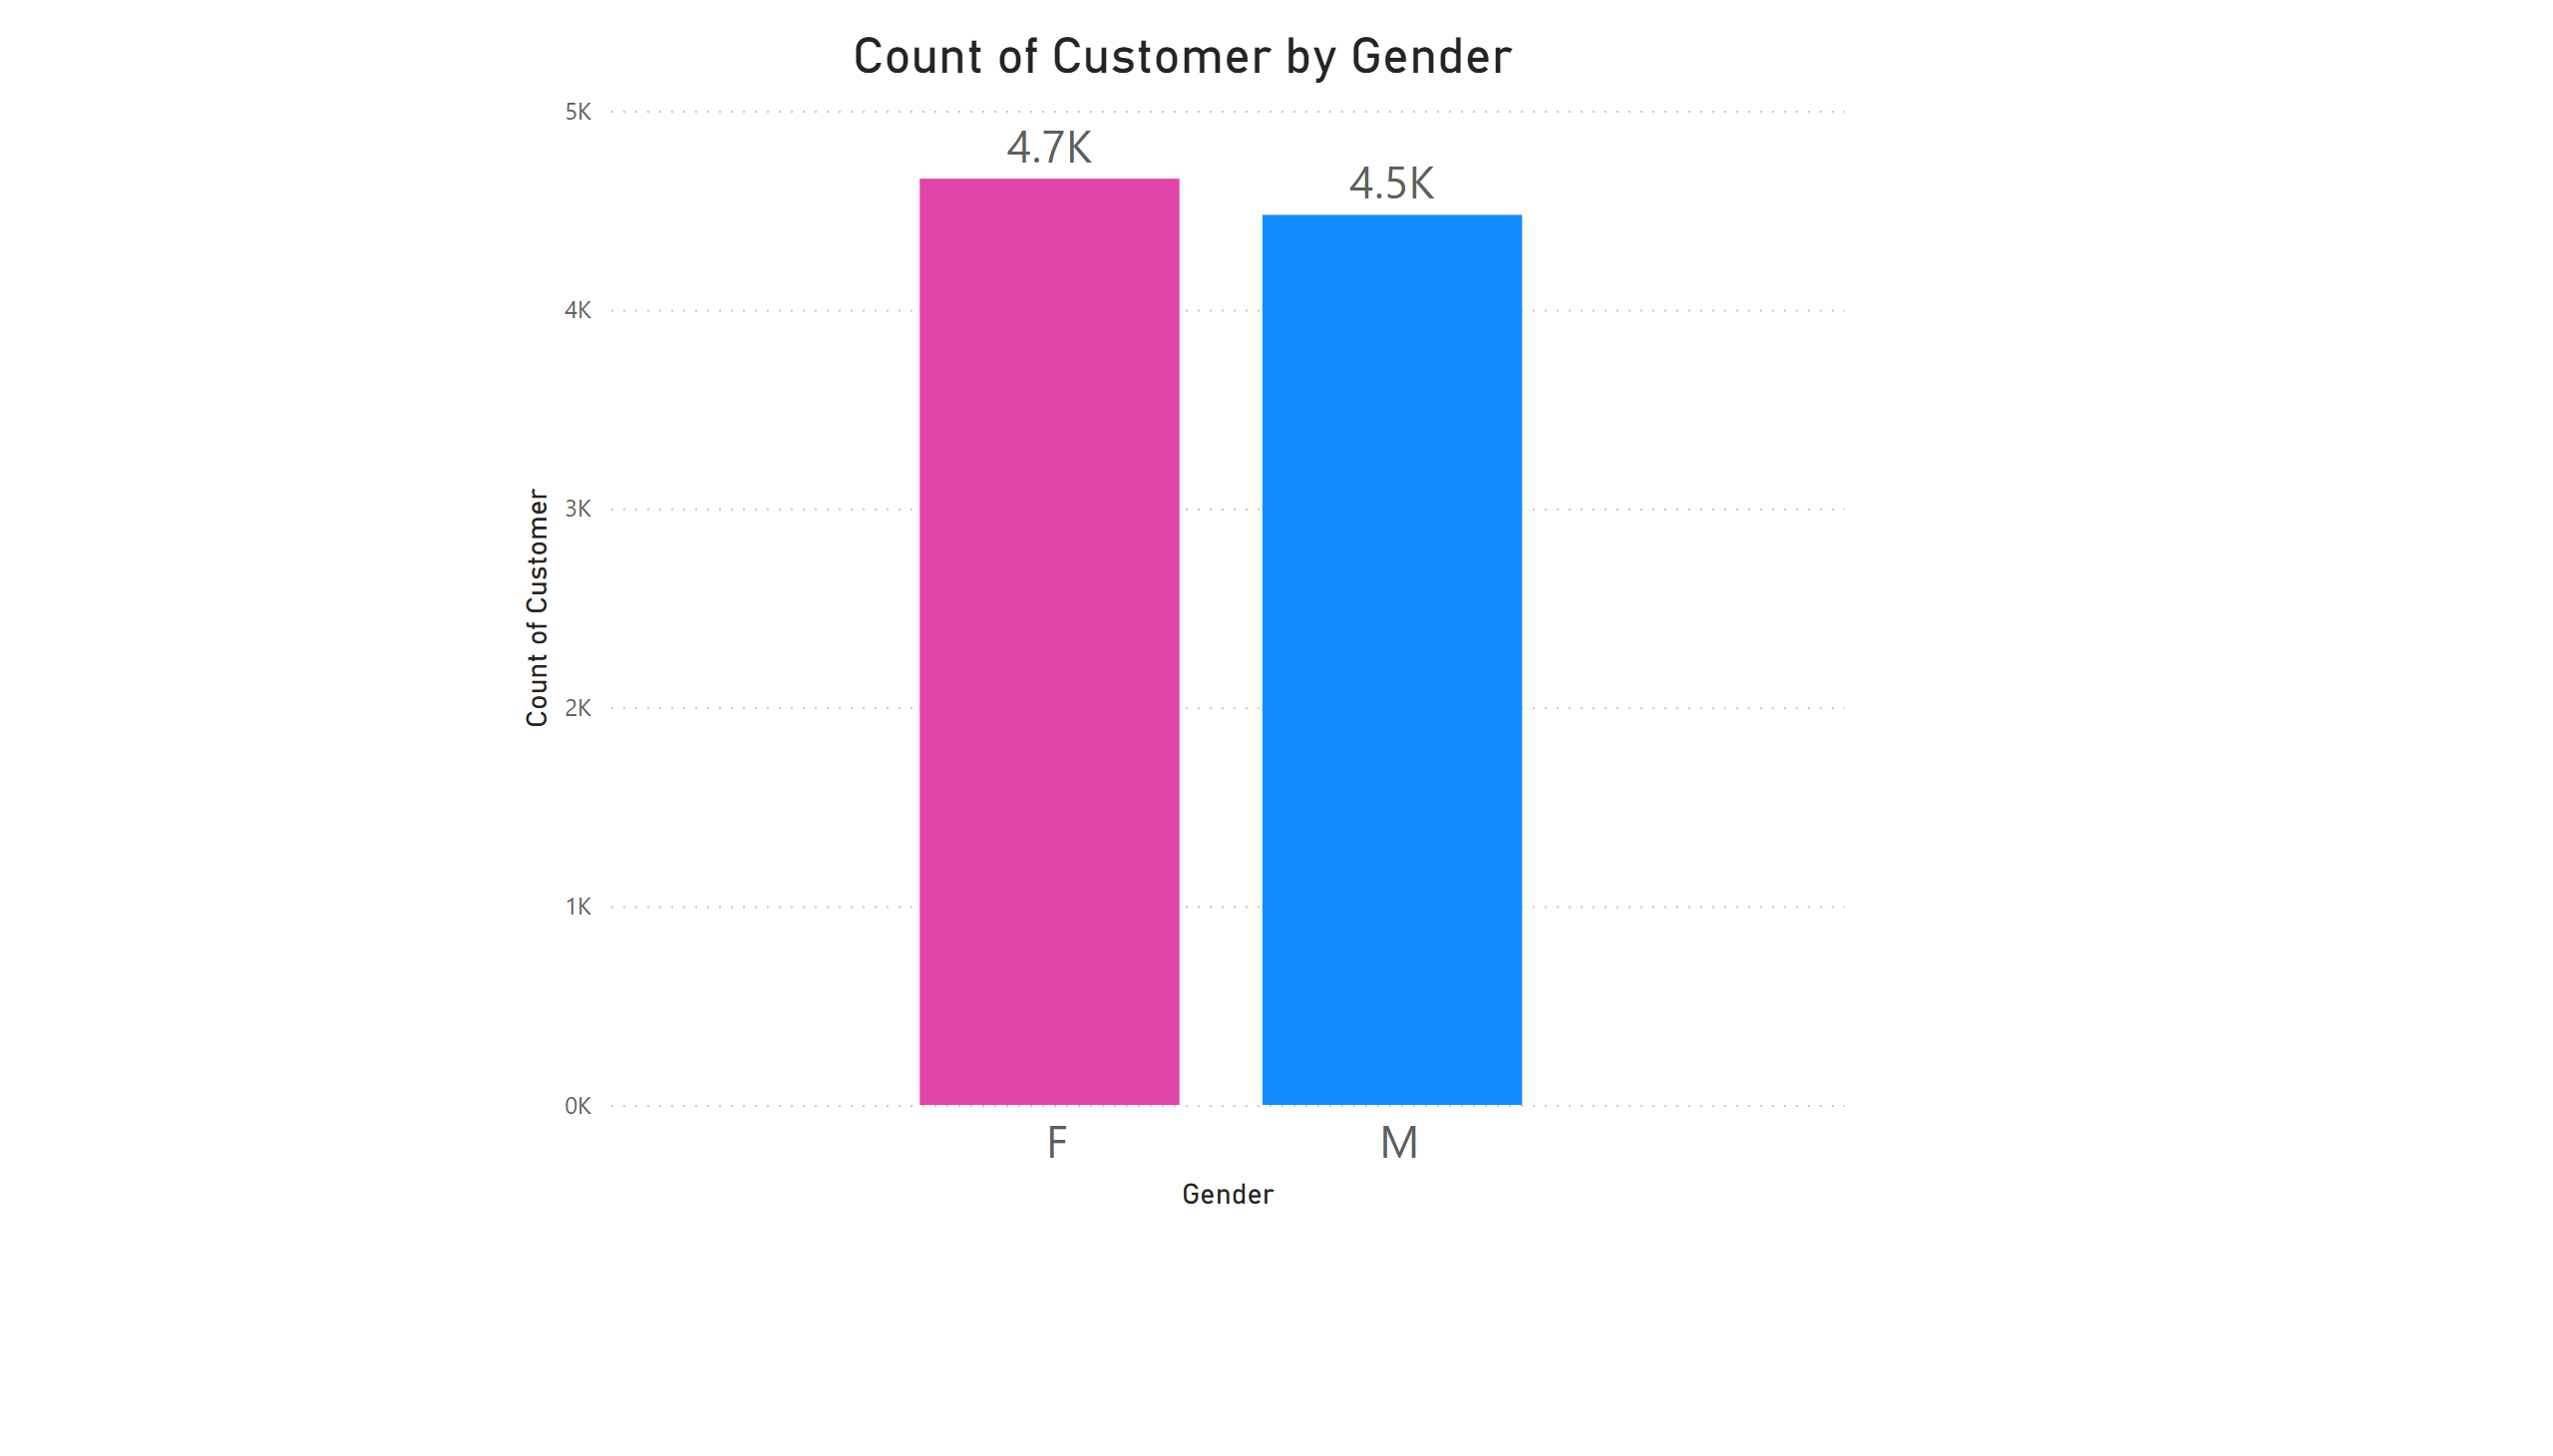 Count of Customer by Gender
5K
4.7K
4.5K
4K
3K
Count of Customer
2K
1K
0K
F
M
Gender